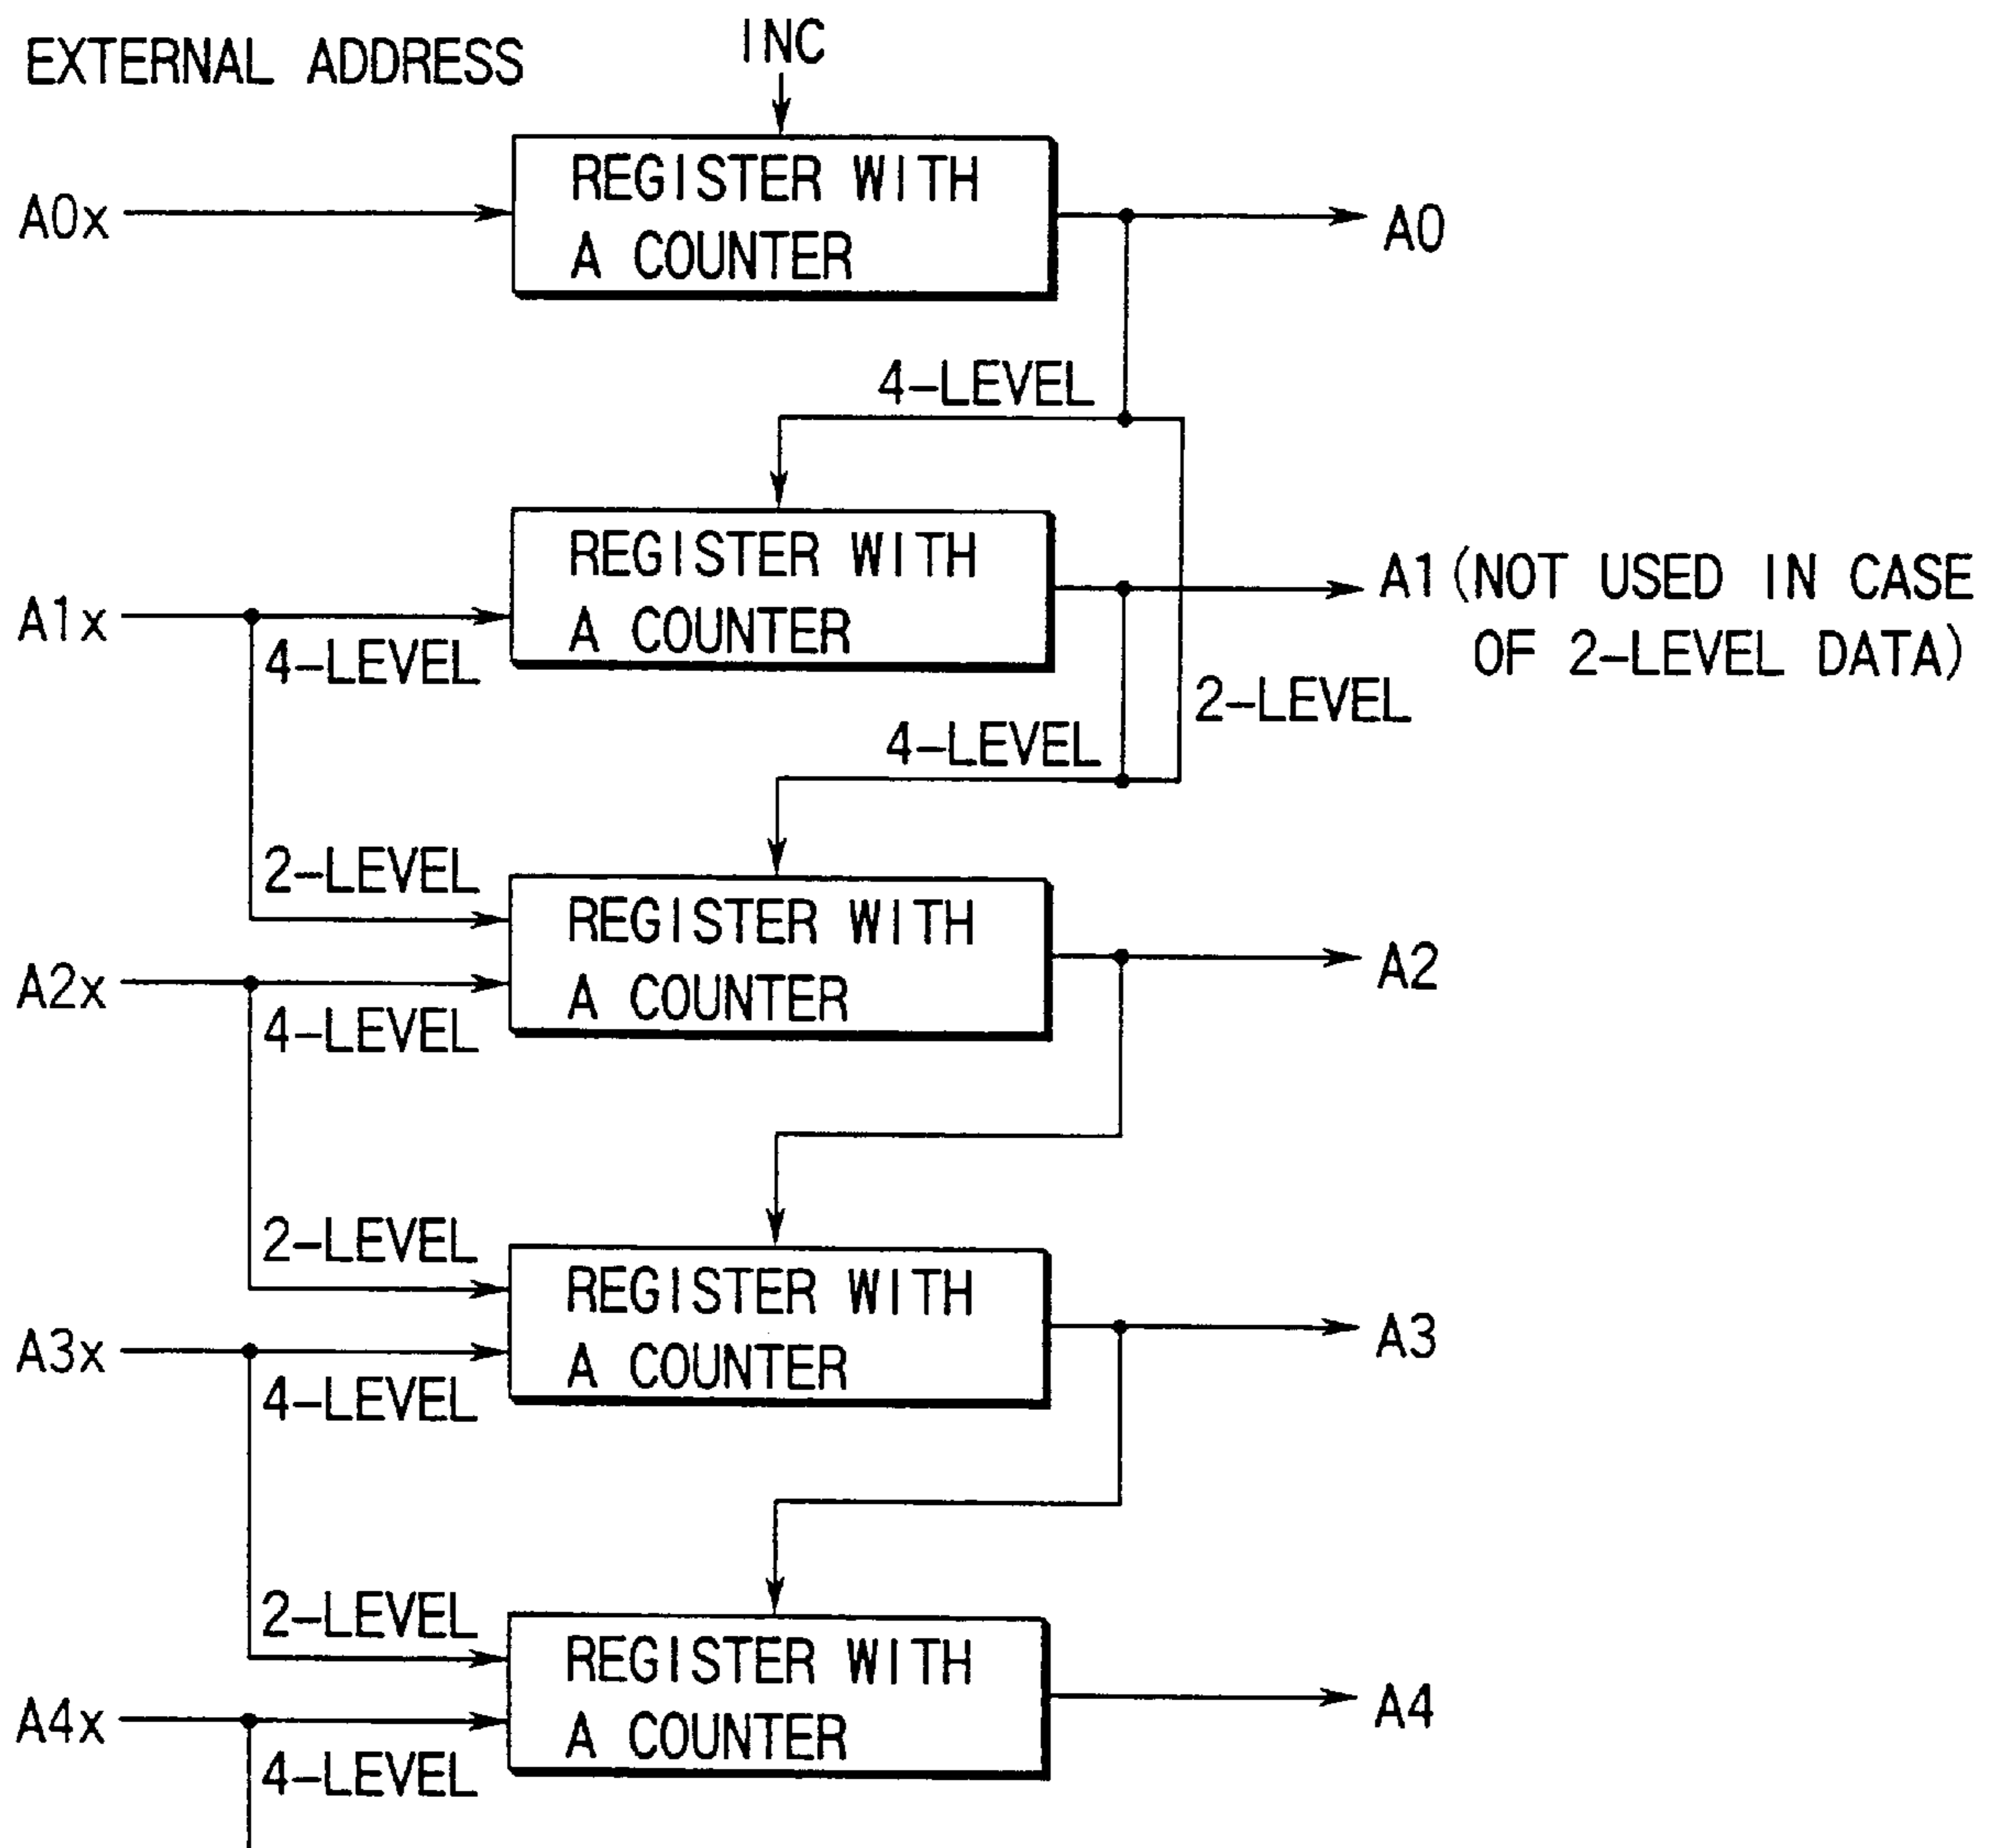 EXTERNAL ADDRESS
INC
A0x
REGISTER WITH
A COUNTER
A0
4-LEVEL
A1x
4-LEVEL
REGISTER WITH
A COUNTER
A1 (NOT USED IN CASE
OF 2-LEVEL DATA)
2-LEVEL
4-LEVEL
2-LEVEL
A2x
4-LEVEL
REGISTER WITH
A COUNTER
A2
2-LEVEL
A3x
4-LEVEL
REGISTER WITH
A COUNTER
A3
2-LEVEL
A4x
4-LEVEL
REGISTER WITH
A COUNTER
A4